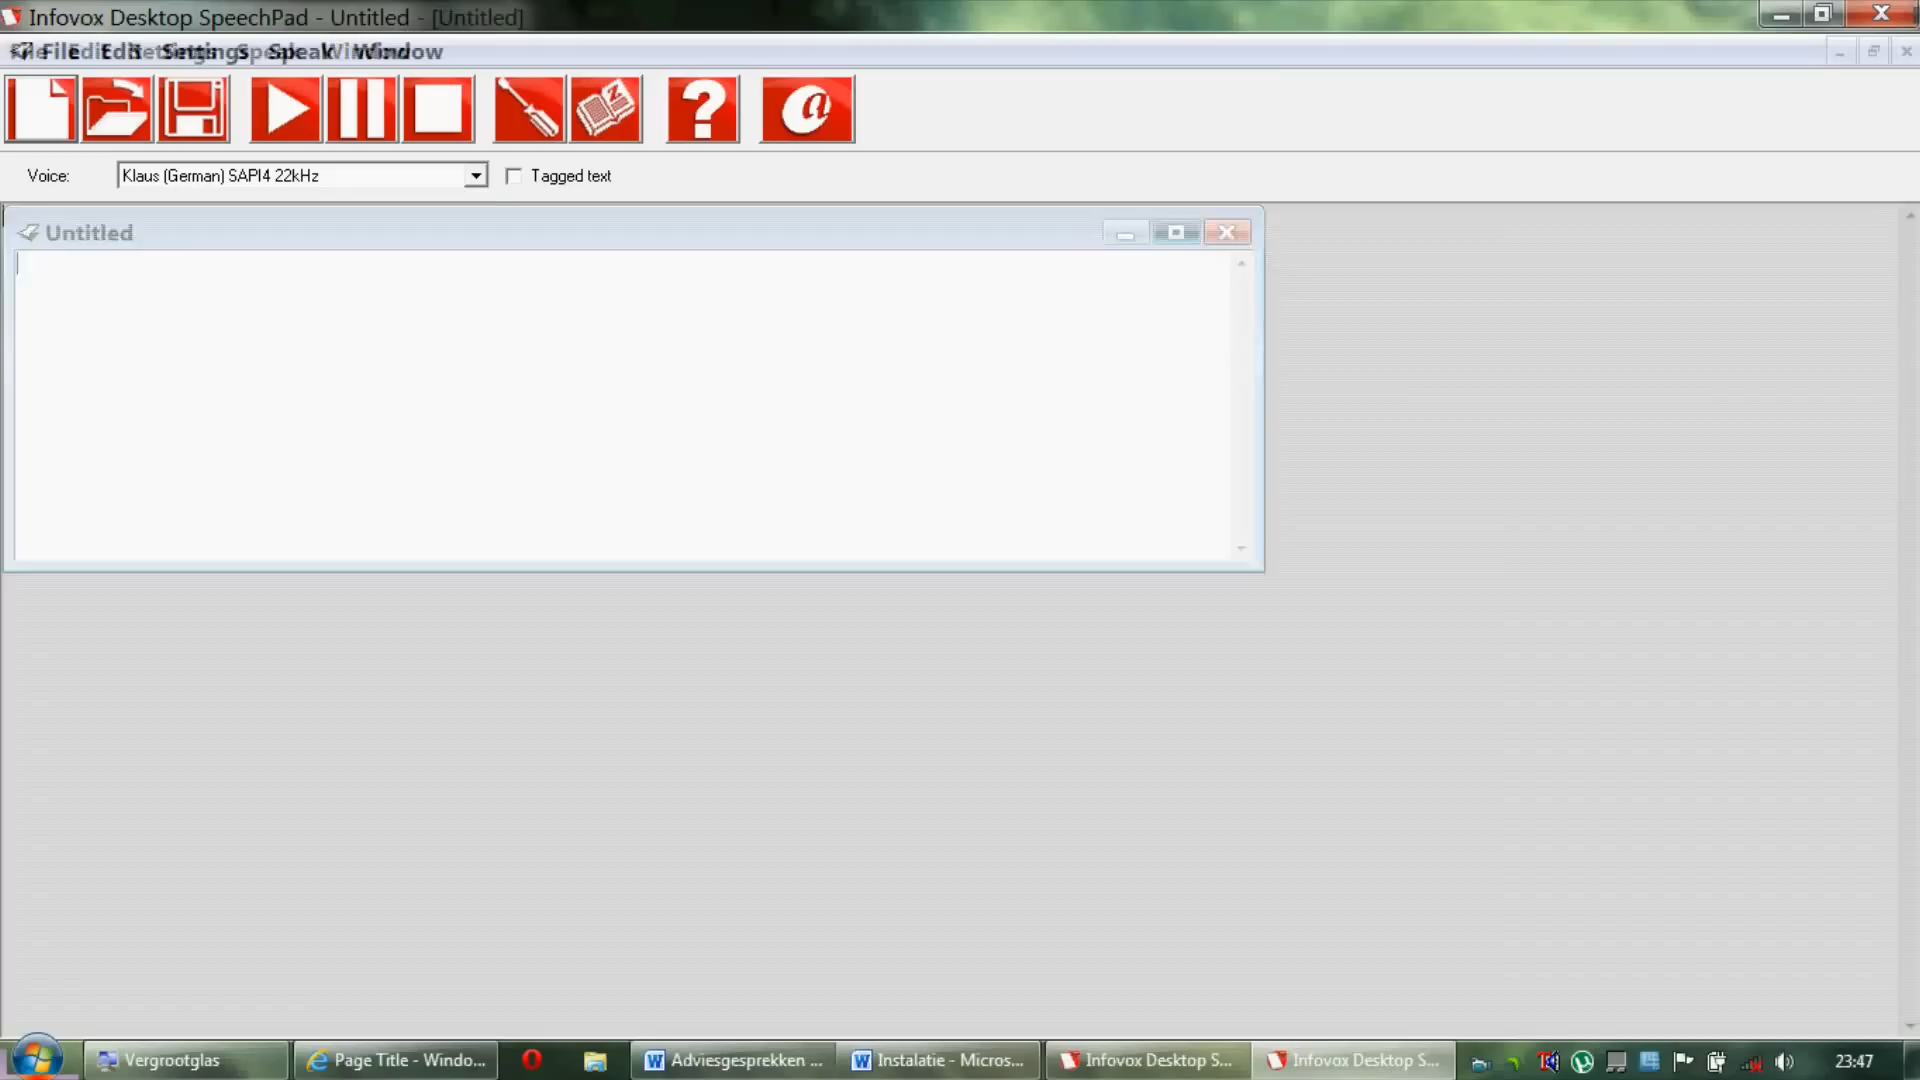 Infovox Desktop SpeechPad - Untitled - [Untitled]
File Edit Settings Speak Window
Voice: Klaus (German) SAPI4 22kHz Tagged text
Untitled
Vergrootglas Page Title - Windo... Adviesgesprekken ... Instalatie - Micros... Infovox Desktop S... Infovox Desktop S... 23:47